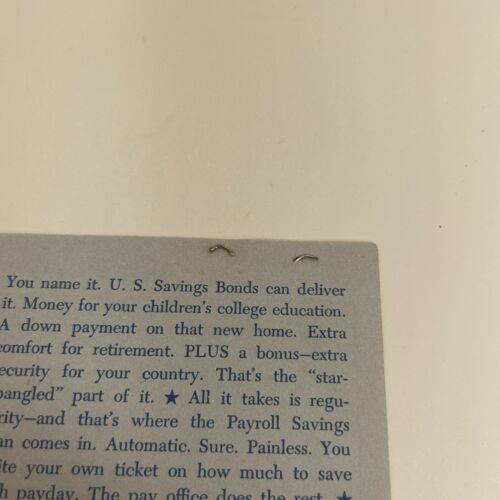 You name it. U. S. Savings Bonds can deliver
it. Money for your children's college education.
A down payment on that new home. Extra
comfort for retirement. PLUS a bonus—extra
ecurity for your country. That's the “star-
pangled” part of it. ★ All it takes is regu-
rity—and that's where the Payroll Savings
an comes in. Automatic. Sure. Painless. You
ite your own ticket on how much to save
h payday. The pay office does the rest. ★